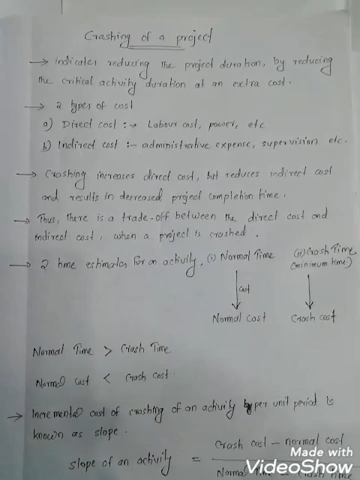 Crashing of a project
→ indicates reducing the project duration, by reducing
the critical activity duration at an extra cost.
→ 2 types of cost
a) Direct cost :→ Labour cost, power, etc
b) Indirect cost :- administrative expense, supervision etc.
→ Crashing increases direct cost, but reduces indirect cost
and results in decreased project completion time.
→ Thus, there is a trade-off between the direct cost and
indirect cost, when a project is crashed.
→ 2 time estimates for an activity. (i) Normal Time (ii) Crash Time
(minimum time)
cost
Normal Cost Crash cost
Normal Time > Crash Time
Normal Cost < Crash Cost
→ Incremental cost of crashing of an activity per unit period is
known as slope.
slope of an activity = Crash cost - normal cost
Normal Time - Crash Time
Made with
VideoShow